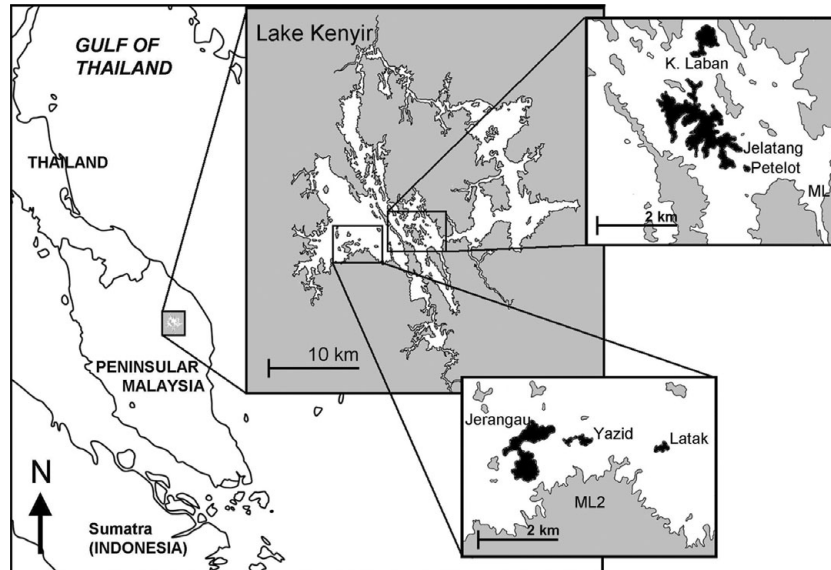 GULF OF
THAILAND
THAILAND
PENINSULAR
MALAYSIA
N
Sumatra
(INDONESIA)
Lake Kenyir
10 km
K. Laban
Jelatang
Petelot
ML
2 km
Jerangau
Yazid
Latak
ML2
2 km